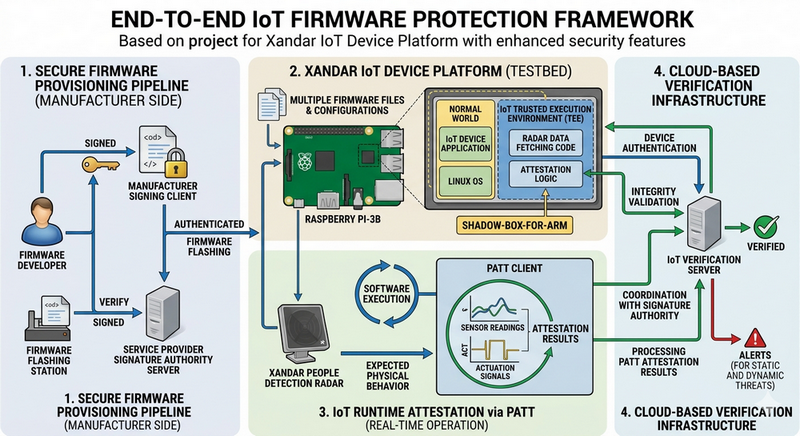 END-TO-END IoT FIRMWARE PROTECTION FRAMEWORK
Based on project for Xandar IoT Device Platform with enhanced security features
1. SECURE FIRMWARE
PROVISIONING PIPELINE
(MANUFACTURER SIDE)
SIGNED
<code>
</>
MANUFACTURER
SIGNING CLIENT
FIRMWARE
DEVELOPER
AUTHENTICATED
FIRMWARE
FLASHING
VERIFY
SIGNED
FIRMWARE
FLASHING
STATION
SERVICE PROVIDER
SIGNATURE AUTHORITY
SERVER
1. SECURE FIRMWARE
PROVISIONING PIPELINE
(MANUFACTURER SIDE)
2. XANDAR IoT DEVICE PLATFORM (TESTBED)
MULTIPLE FIRMWARE FILES
& CONFIGURATIONS
RASPBERRY PI-3B
NORMAL
WORLD
IoT DEVICE
APPLICATION
LINUX OS
IoT TRUSTED EXECUTION
ENVIRONMENT (TEE)
RADAR DATA
FETCHING CODE
ATTESTATION
LOGIC
SHADOW-BOX-FOR-ARM
XANDAR PEOPLE
DETECTION RADAR
SOFTWARE
EXECUTION
EXPECTED
PHYSICAL
BEHAVIOR
PATT CLIENT
SENSOR READINGS
ACT
ACTUATION
SIGNALS
ATTESTATION
RESULTS
3. IoT RUNTIME ATTESTATION via PATT
(REAL-TIME OPERATION)
4. CLOUD-BASED
VERIFICATION
INFRASTRUCTURE
DEVICE
AUTHENTICATION
INTEGRITY
VALIDATION
IoT VERIFICATION
SERVER
VERIFIED
COORDINATION
WITH SIGNATURE
AUTHORITY
PROCESSING
PATT ATTESTATION
RESULTS
ALERTS
(FOR STATIC
AND DYNAMIC
THREATS)
4. CLOUD-BASED VERIFICATION
INFRASTRUCTURE